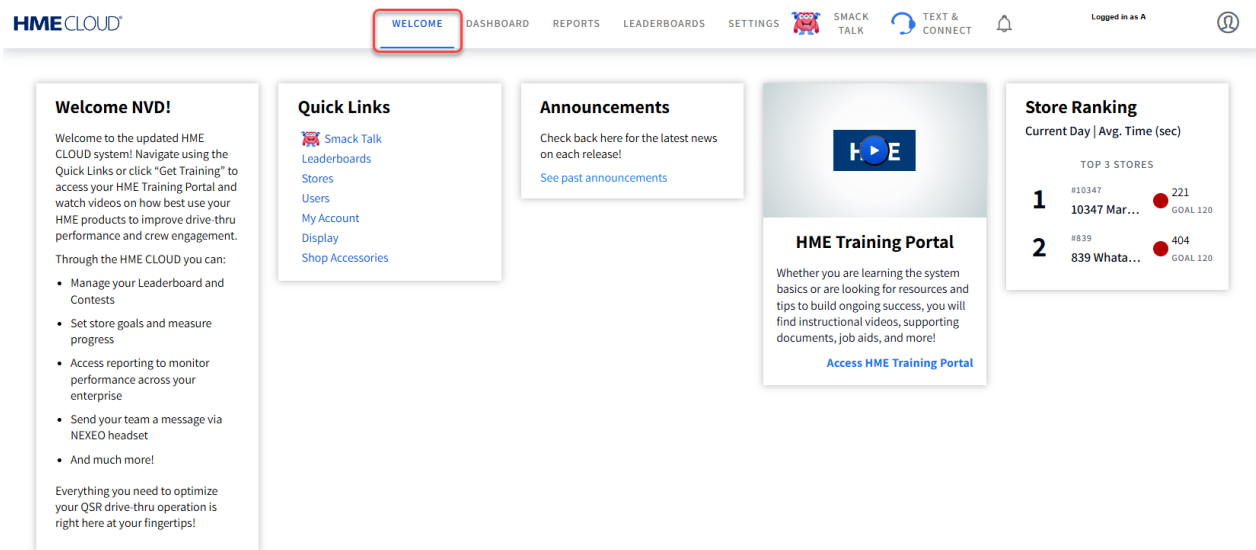 HME CLOUD®
WELCOME
DASHBOARD
REPORTS
LEADERBOARDS
SETTINGS
SMACK
TALK
TEXT &
CONNECT
Logged in as A
Welcome NVD!
Welcome to the updated HME
CLOUD system! Navigate using the
Quick Links or click “Get Training” to
access your HME Training Portal and
watch videos on how best use your
HME products to improve drive-thru
performance and crew engagement.
Through the HME CLOUD you can:
• Manage your Leaderboard and
Contests
• Set store goals and measure
progress
• Access reporting to monitor
performance across your
enterprise
• Send your team a message via
NEXEO headset
• And much more!
Everything you need to optimize
your QSR drive-thru operation is
right here at your fingertips!
Quick Links
Smack Talk
Leaderboards
Stores
Users
My Account
Display
Shop Accessories
Announcements
Check back here for the latest news
on each release!
See past announcements
HME Training Portal
Whether you are learning the system
basics or are looking for resources and
tips to build ongoing success, you will
find instructional videos, supporting
documents, job aids, and more!
Access HME Training Portal
Store Ranking
Current Day | Avg. Time (sec)
TOP 3 STORES
1
#10347
10347 Mar...
221
GOAL 120
2
#839
839 Whata...
404
GOAL 120